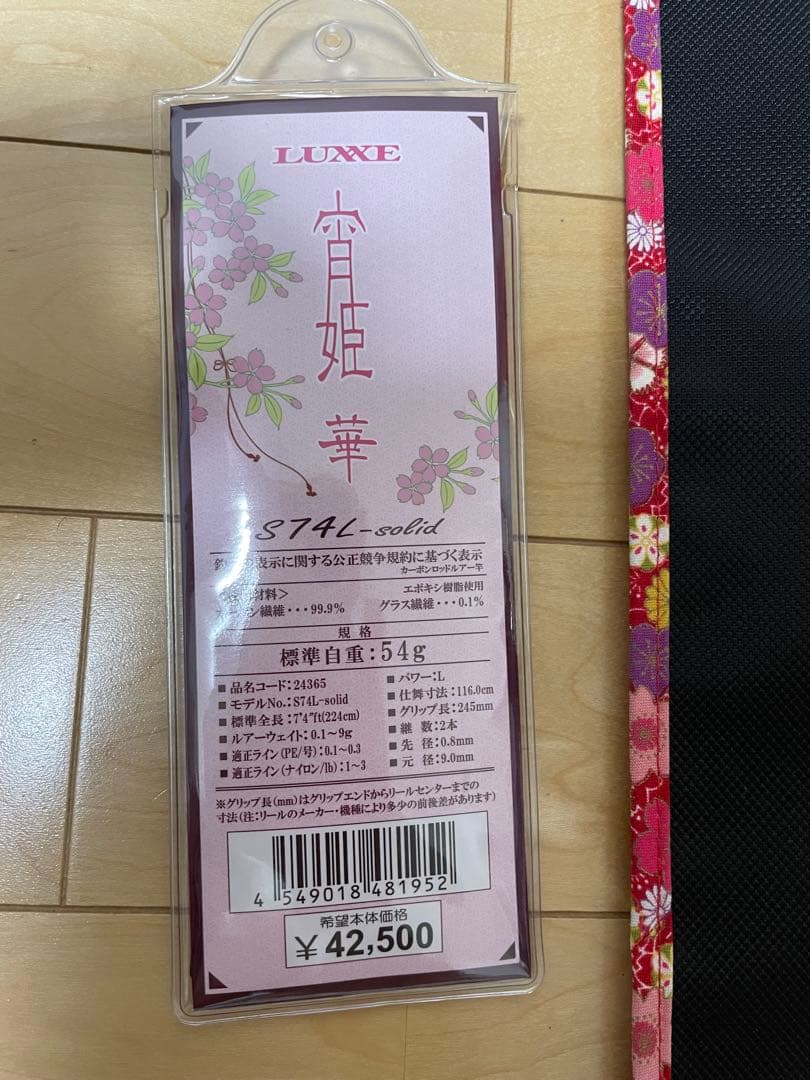 LUXXE
宵姫
華
S74L-solid
の表示に関する公正競争規約に基づく表示
カーボンロッドルアー竿
材料＞
エポキシ樹脂使用
ン繊維・・・99.9%
グラス繊維・・・0.1%
規格
標準自重：54g
■品名コード：24365
■モデルNo.：S74L-solid
■標準全長：7'4"ft(224cm)
■ルアーウェイト：0.1～9g
■適正ライン(PE/号)：0.1～0.3
■適正ライン(ナイロン/lb)：1～3
■パワー：L
■仕舞寸法：116.0cm
■グリップ長：245mm
■継 数：2本
■先 径：0.8mm
■元 径：9.0mm
※グリップ長(mm)はグリップエンドからリールセンターまでの
寸法(注：リールのメーカー・機種により多少の前後差があります)
4 549018 481952
希望本体価格
￥42,500